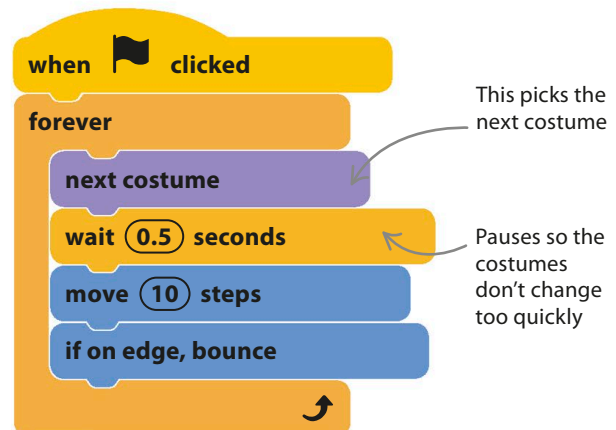 when clicked
forever
next costume
wait 0.5 seconds
move 10 steps
if on edge, bounce
This picks the
next costume
Pauses so the
costumes
don't change
too quickly